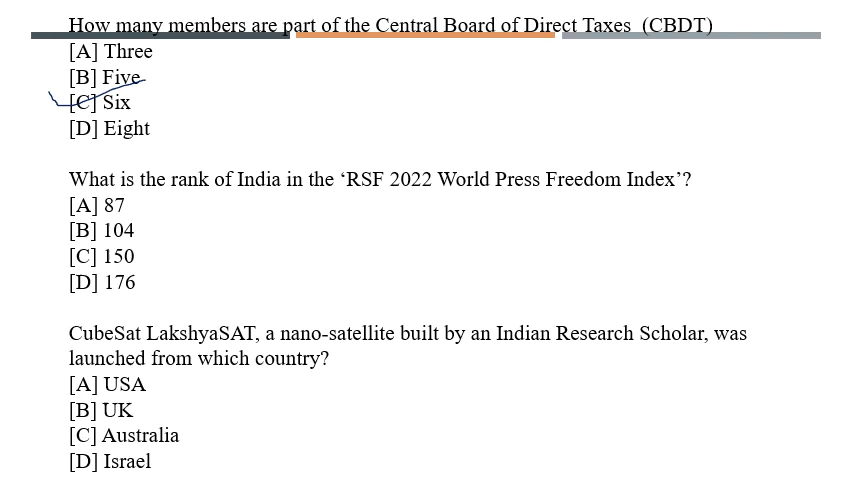 How many members are part of the Central Board of Direct Taxes (CBDT)
[A] Three
[B] Five
[C] Six
[D] Eight
What is the rank of India in the ‘RSF 2022 World Press Freedom Index’?
[A] 87
[B] 104
[C] 150
[D] 176
CubeSat LakshyaSAT, a nano-satellite built by an Indian Research Scholar, was
launched from which country?
[A] USA
[B] UK
[C] Australia
[D] Israel